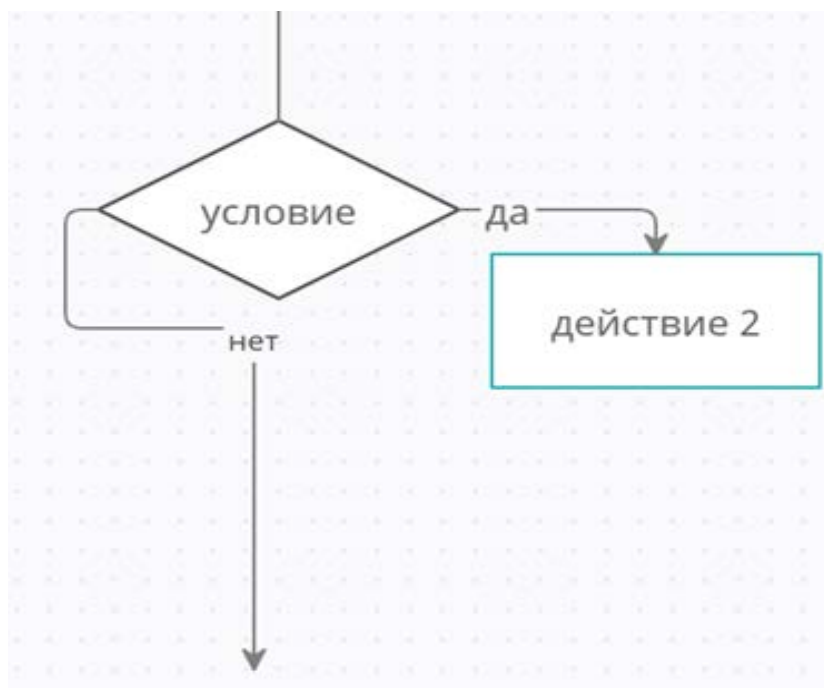 условие
да
действие 2
нет